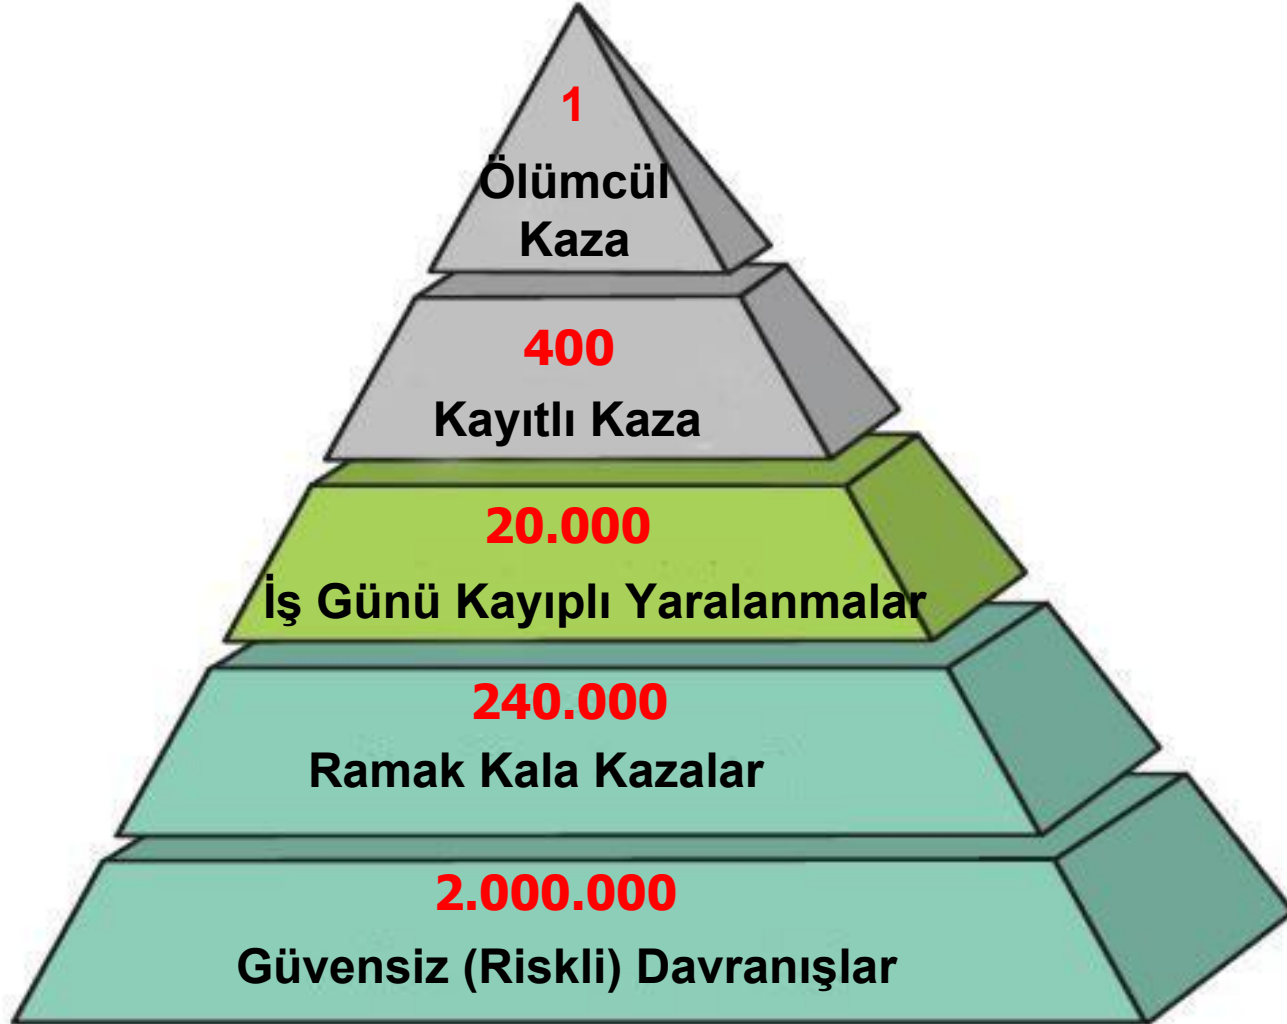 1
Ölümcül
Kaza
400
Kayıtlı Kaza
20.000
İş Günü Kayıplı Yaralanmalar
240.000
Ramak Kala Kazalar
2.000.000
Güvensiz (Riskli) Davranışlar